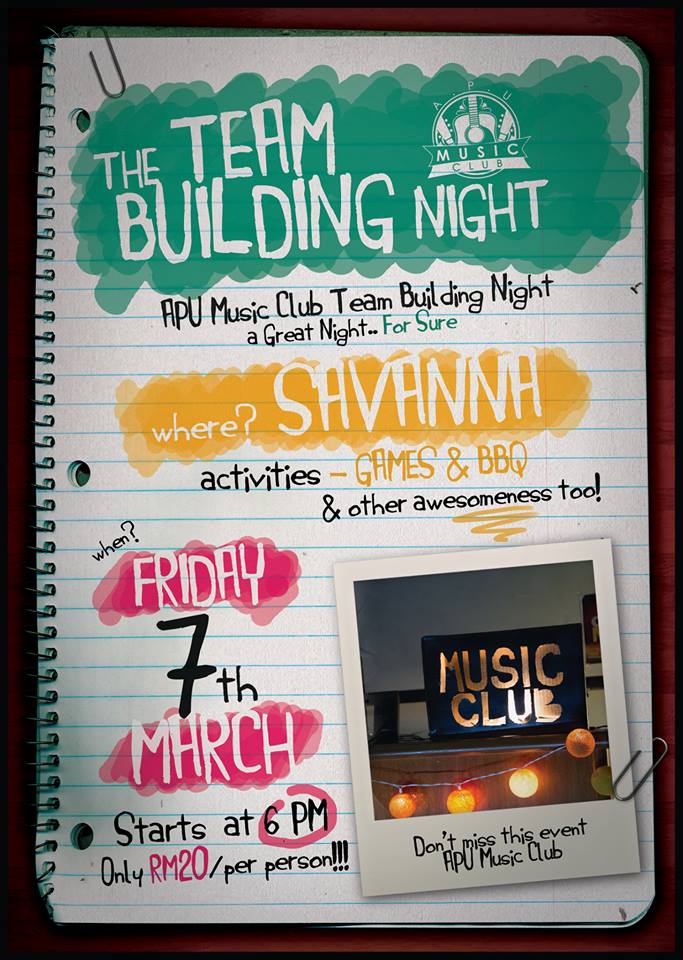 THE TEAM
BUILDING NIGHT
A.P.U
MUSIC
CLUB
APU Music Club Team Building Night
a Great Night.. For Sure
where? SAVANNA
activities – GAMES & BBQ
& other awesomeness too!
when?
FRIDAY
7th
MARCH
Starts at 6 PM
Only RM20/per person!!!
MUSIC
CLUB
Don't miss this event
APU Music Club